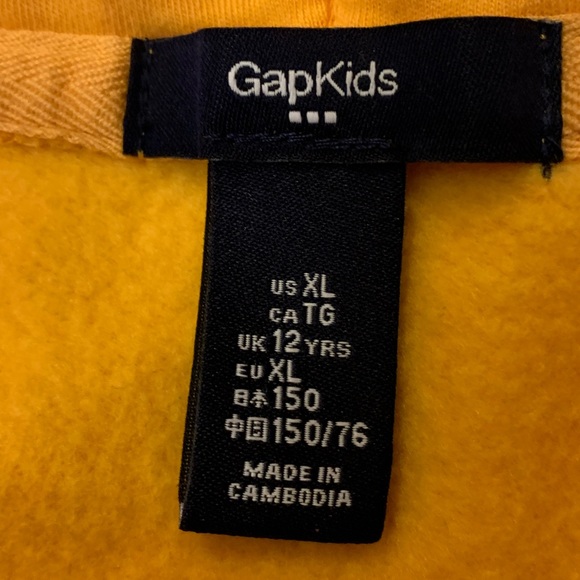 GapKids
US XL
CA TG
UK 12 YRS
EU XL
日本 150
中国 150/76
MADE IN
CAMBODIA